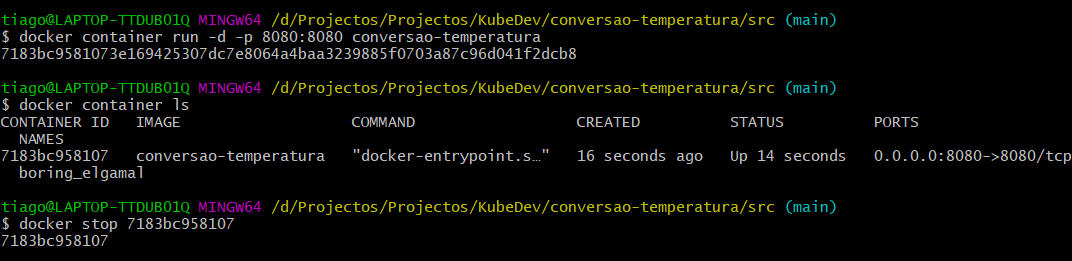 tiago@LAPTOP-TTDUBO1Q MINGW64 /d/Projectos/Projectos/KubeDev/conversao-temperatura/src (main)
$ docker container run -d -p 8080:8080 conversao-temperatura
7183bc9581073e169425307dc7e8064a4baa3239885f0703a87c96d041f2dcb8
tiago@LAPTOP-TTDUBO1Q MINGW64 /d/Projectos/Projectos/KubeDev/conversao-temperatura/src (main)
$ docker container ls
CONTAINER ID   IMAGE                   COMMAND                  CREATED          STATUS          PORTS
  NAMES
7183bc958107   conversao-temperatura   "docker-entrypoint.s…"   16 seconds ago   Up 14 seconds   0.0.0.0:8080->8080/tcp
  boring_elgamal
tiago@LAPTOP-TTDUBO1Q MINGW64 /d/Projectos/Projectos/KubeDev/conversao-temperatura/src (main)
$ docker stop 7183bc958107
7183bc958107